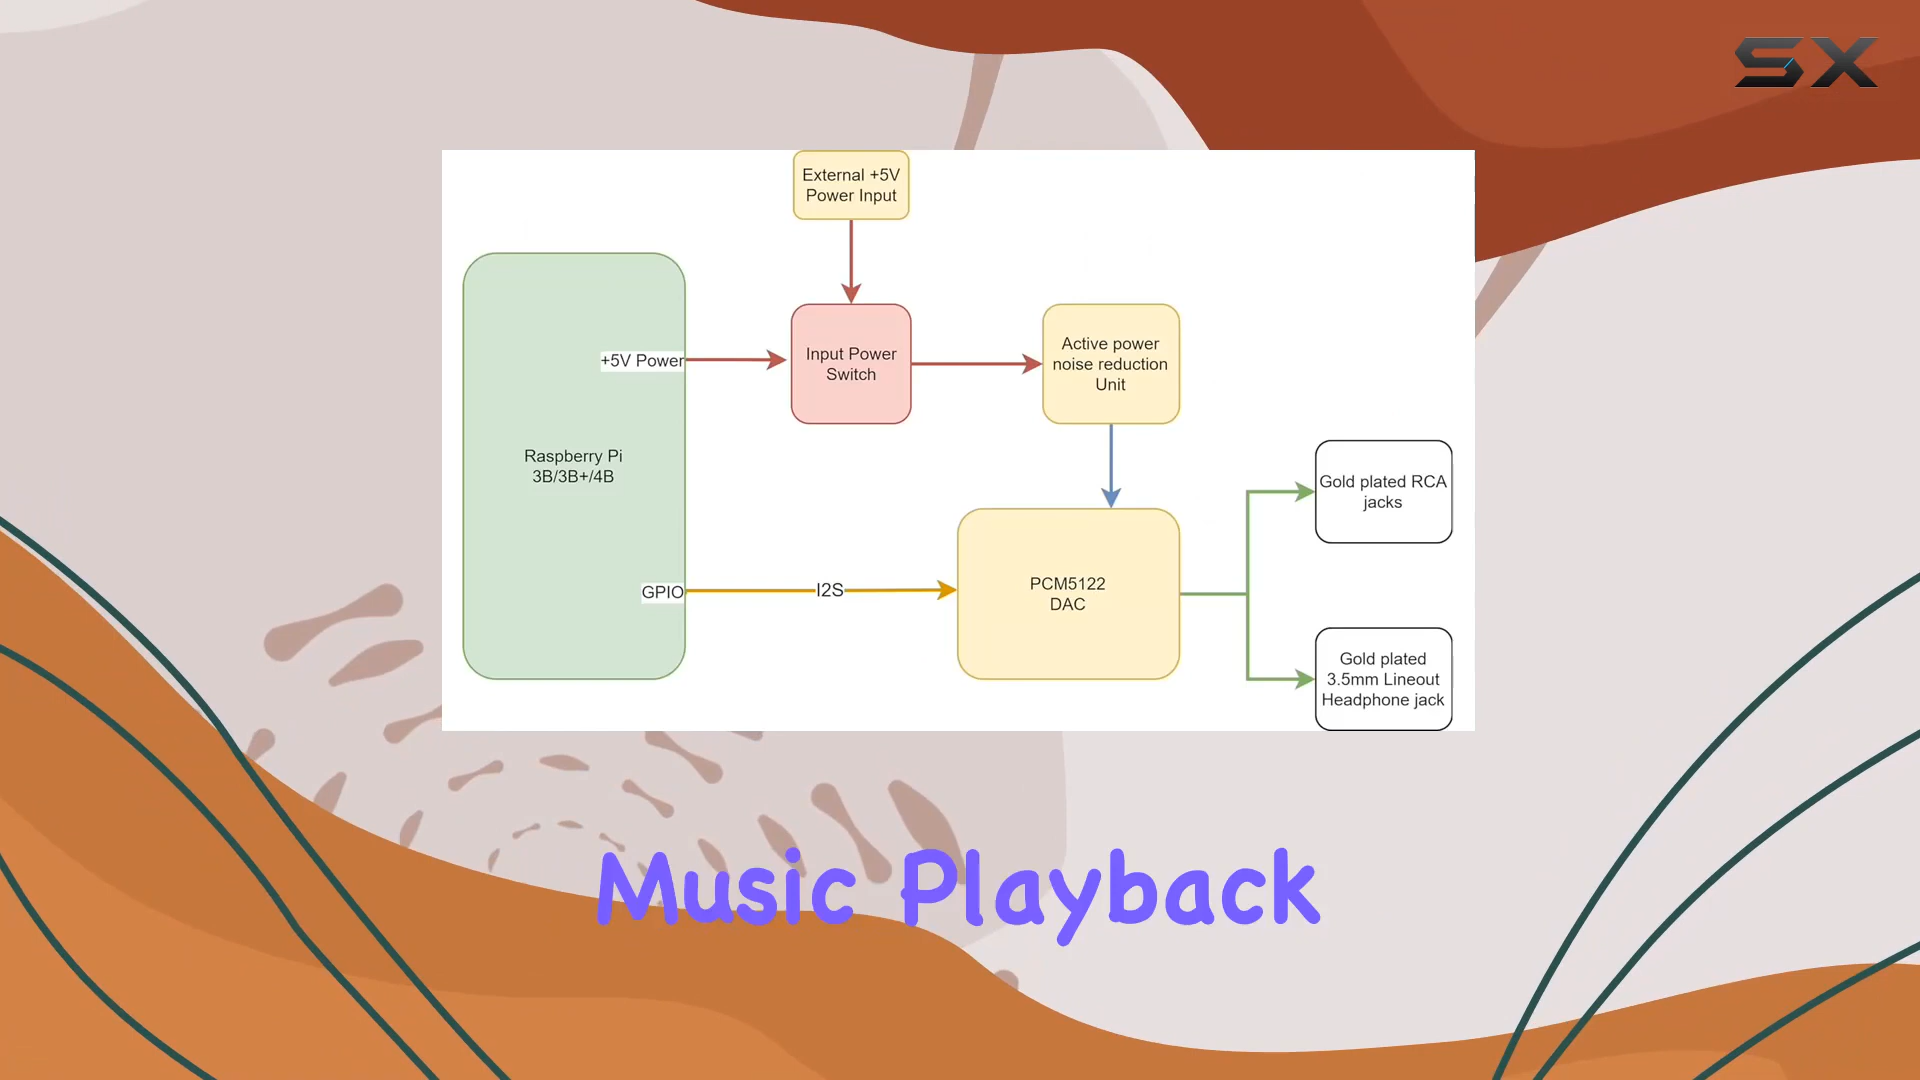 SX
External +5V
Power Input
+5V Power
Input Power
Switch
Active power
noise reduction
Unit
Raspberry Pi
3B/3B+/4B
Gold plated RCA
jacks
GPIO
I2S
PCM5122
DAC
Gold plated
3.5mm Lineout
Headphone jack
Music Playback